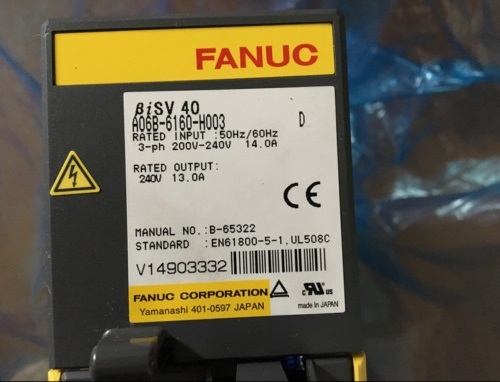 FANUC
βiSV 40
A06B-6160-H003 D
RATED INPUT :50Hz/60Hz
3-ph 200V-240V 14.0A
RATED OUTPUT:
240V 13.0A
CE
MANUAL NO.:B-65322
STANDARD :EN61800-5-1.UL508C
V14903332
FANUC CORPORATION
Yamanashi 401-0597 JAPAN
c RU US
made in JAPAN